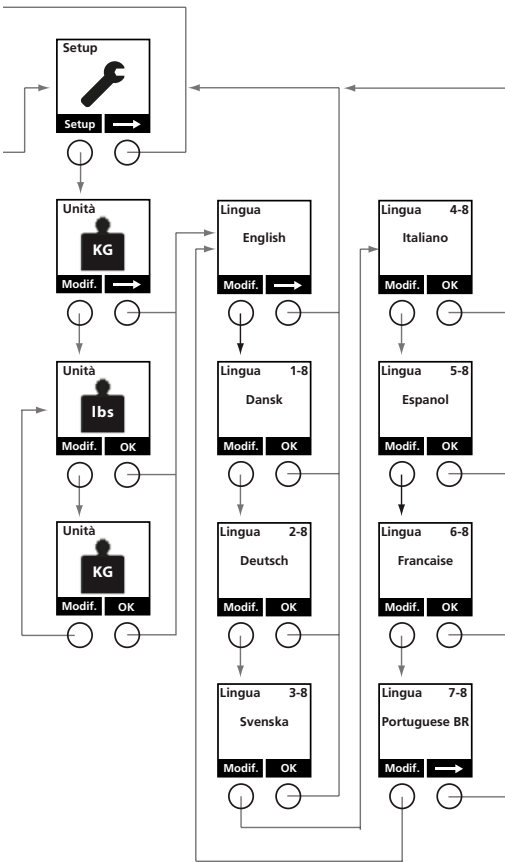 Setup
Setup
Unità
KG
Modif.
Unità
lbs
Modif. OK
Unità
KG
Modif. OK
Lingua
English
Modif.
Lingua 1-8
Dansk
Modif. OK
Lingua 2-8
Deutsch
Modif. OK
Lingua 3-8
Svenska
Modif. OK
Lingua 4-8
Italiano
Modif. OK
Lingua 5-8
Espanol
Modif. OK
Lingua 6-8
Francaise
Modif. OK
Lingua 7-8
Portuguese BR
Modif.